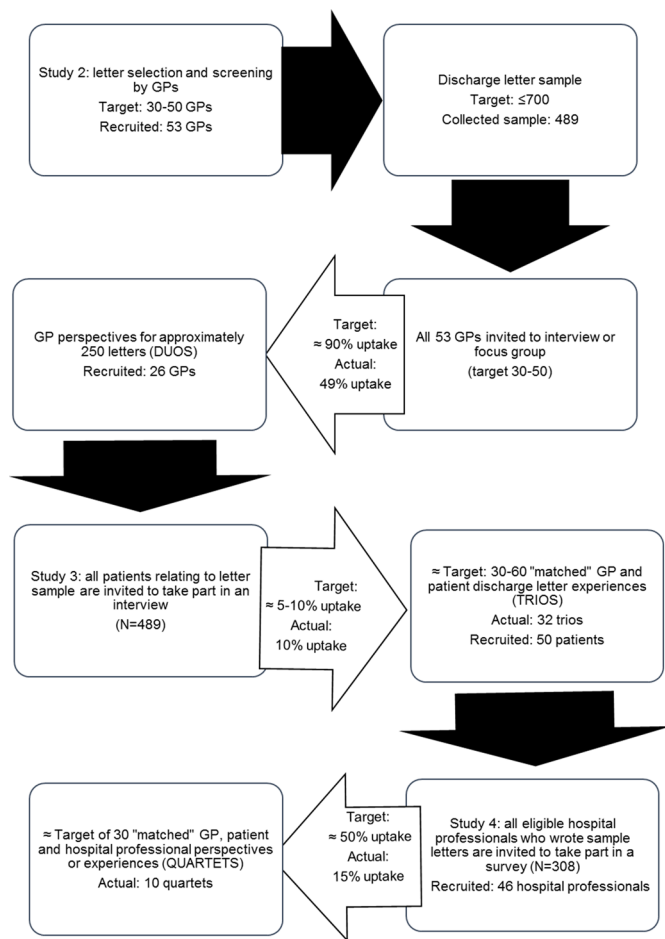 Study 2: letter selection and screening
by GPs
Target: 30-50 GPs
Recruited: 53 GPs
Discharge letter sample
Target: ≤700
Collected sample: 489
All 53 GPs invited to interview or
focus group
(target 30-50)
Target:
≈ 90% uptake
Actual:
49% uptake
GP perspectives for approximately
250 letters (DUOS)
Recruited: 26 GPs
Study 3: all patients relating to letter
sample are invited to take part in an
interview
(N=489)
Target:
≈ 5-10% uptake
Actual:
10% uptake
≈ Target: 30-60 "matched" GP and
patient discharge letter experiences
(TRIOS)
Actual: 32 trios
Recruited: 50 patients
Study 4: all eligible hospital
professionals who wrote sample
letters are invited to take part in a
survey (N=308)
Recruited: 46 hospital professionals
Target:
≈ 50% uptake
Actual:
15% uptake
≈ Target of 30 "matched" GP, patient
and hospital professional perspectives
or experiences (QUARTETS)
Actual: 10 quartets